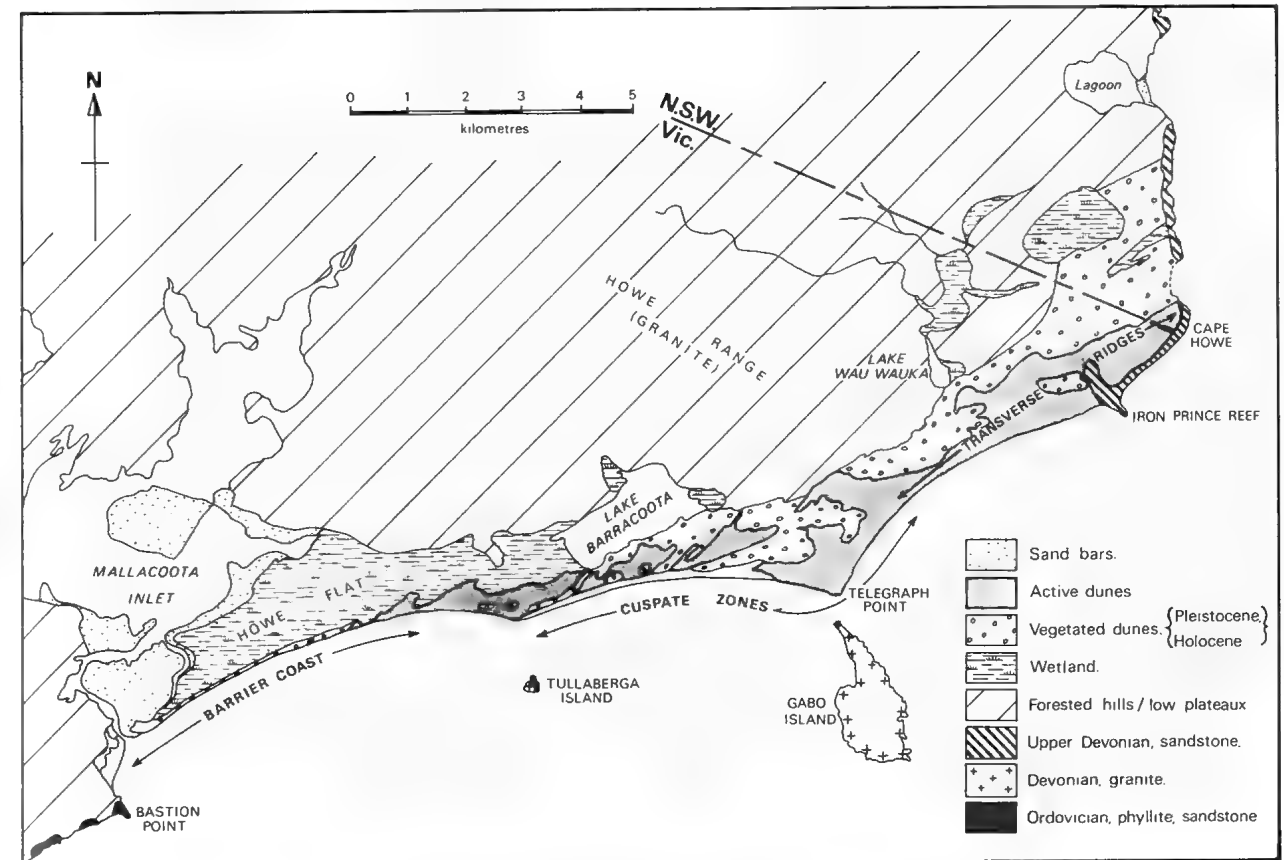 N
0 1 2 3 4 5
kilometres
N.S.W.
Vic.
Lagoon
HOWE RANGE
(GRANITE)
LAKE
WAU WAUKA
RIDGES
CAPE
HOWE
TRANSVERSE
IRON PRINCE REEF
LAKE
BARRACOOTA
MALLACOOTA
INLET
HOWE FLAT
TELEGRAPH
POINT
CUSPATE ZONES
BARRIER COAST
TULLABERGA
ISLAND
GABO
ISLAND
BASTION
POINT
Sand bars.
Active dunes
Vegetated dunes. {Pleistocene, Holocene}
Wetland.
Forested hills / low plateaux
Upper Devonian, sandstone.
Devonian, granite.
Ordovician, phyllite, sandstone